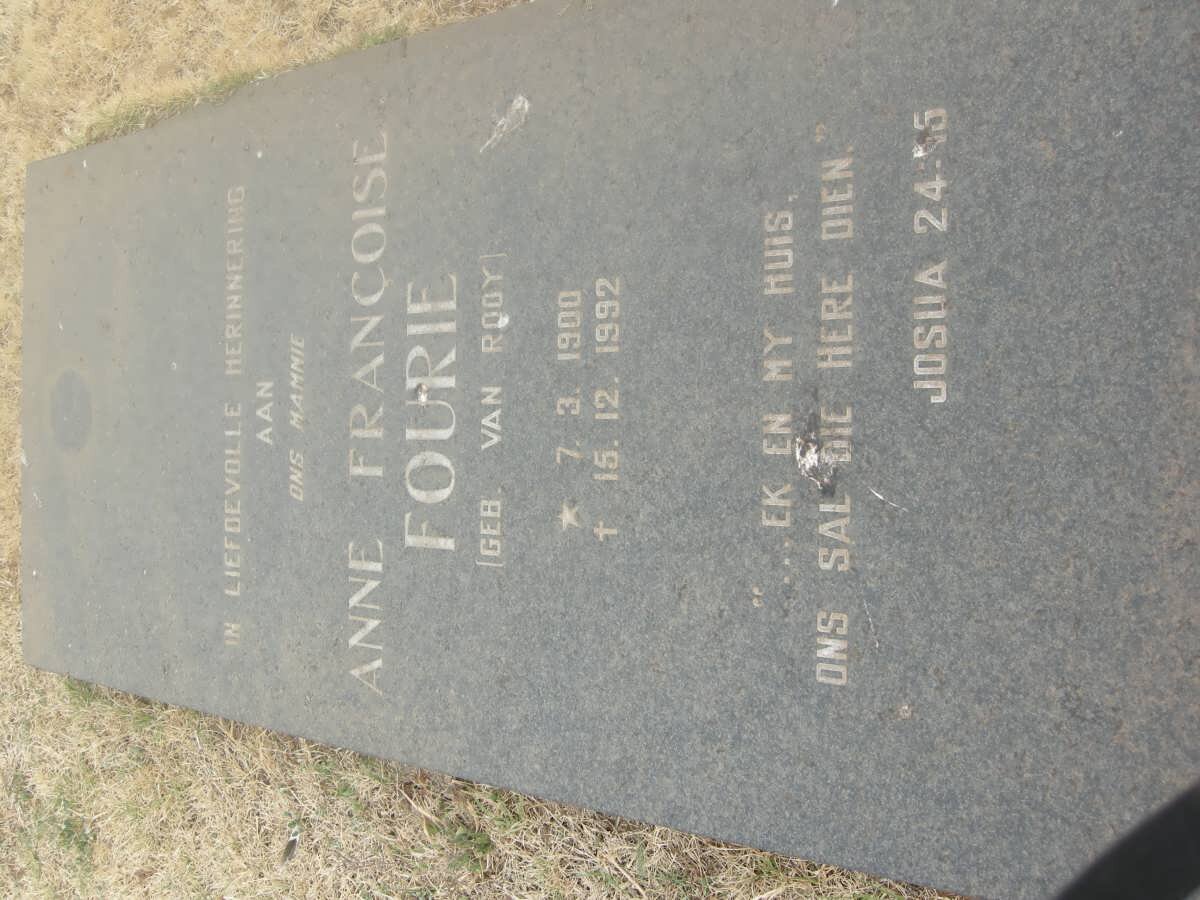 IN LIEFDEVOLLE HERINNERING
AAN
ONS MAMNIE
ANNE FRANÇOISE
FOURIE
(GEB. VAN ROOY)
* 7. 3. 1900
† 15. 12. 1992
"...EK EN MY HUIS,
ONS SAL DIE HERE DIEN."
JOSUA 24:15